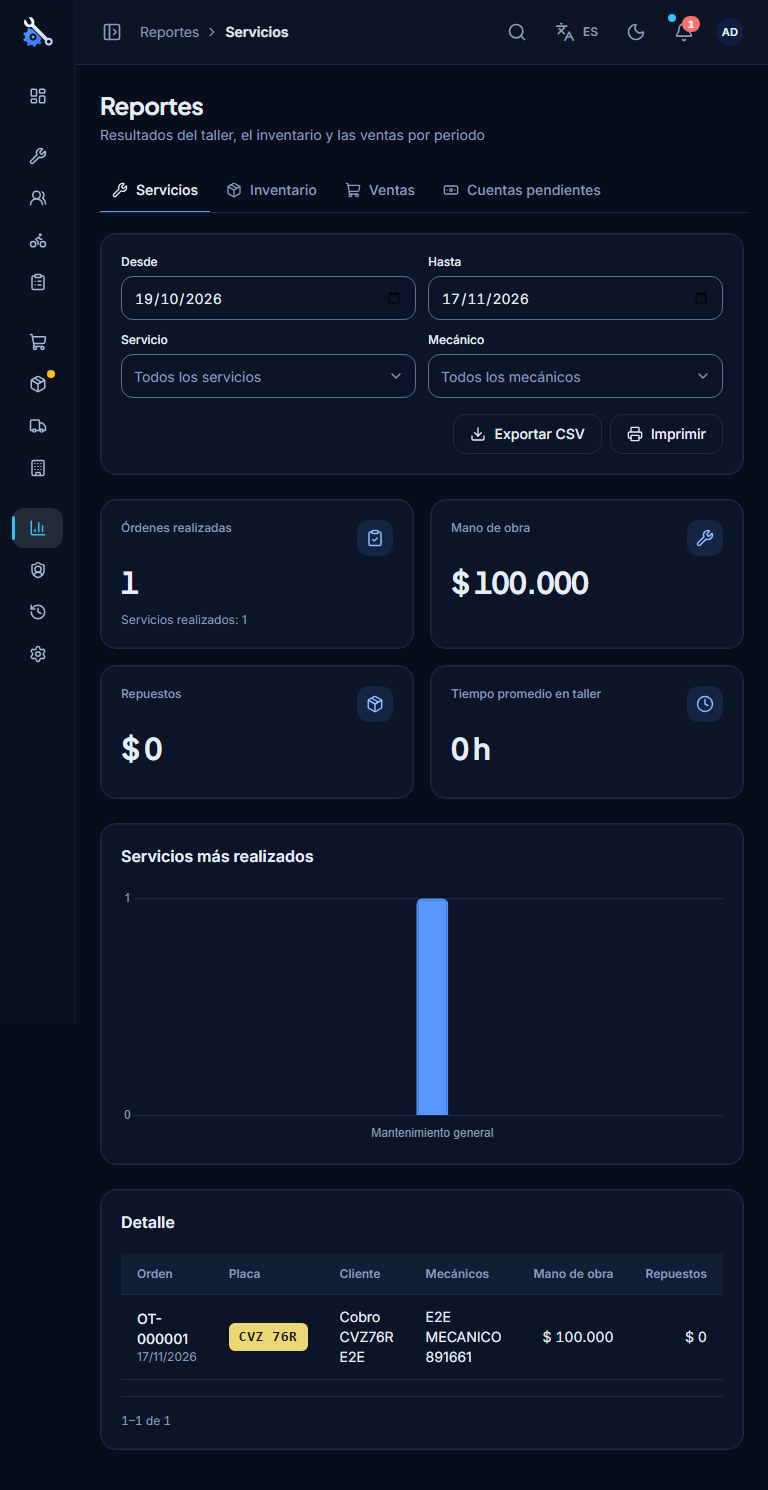 Reportes > Servicios
ES
1
AD
Reportes
Resultados del taller, el inventario y las ventas por periodo
Servicios
Inventario
Ventas
Cuentas pendientes
Desde
Hasta
19/10/2026
17/11/2026
Servicio
Mecánico
Todos los servicios
Todos los mecánicos
Exportar CSV
Imprimir
Órdenes realizadas
1
Servicios realizados: 1
Mano de obra
$ 100.000
Repuestos
$ 0
Tiempo promedio en taller
0 h
Servicios más realizados
1
0
Mantenimiento general
Detalle
Orden Placa Cliente Mecánicos Mano de obra Repuestos
OT-
000001
17/11/2026
CVZ 76R
Cobro
CVZ76R
E2E
E2E
MECANICO
891661
$ 100.000
$ 0
1–1 de 1